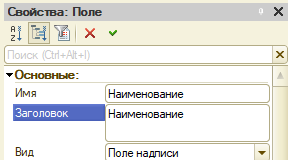 Свойства: Поле
Поиск (Ctrl+Alt+I)
Основные:
Имя Наименование
Заголовок Наименование
Вид Поле надписи